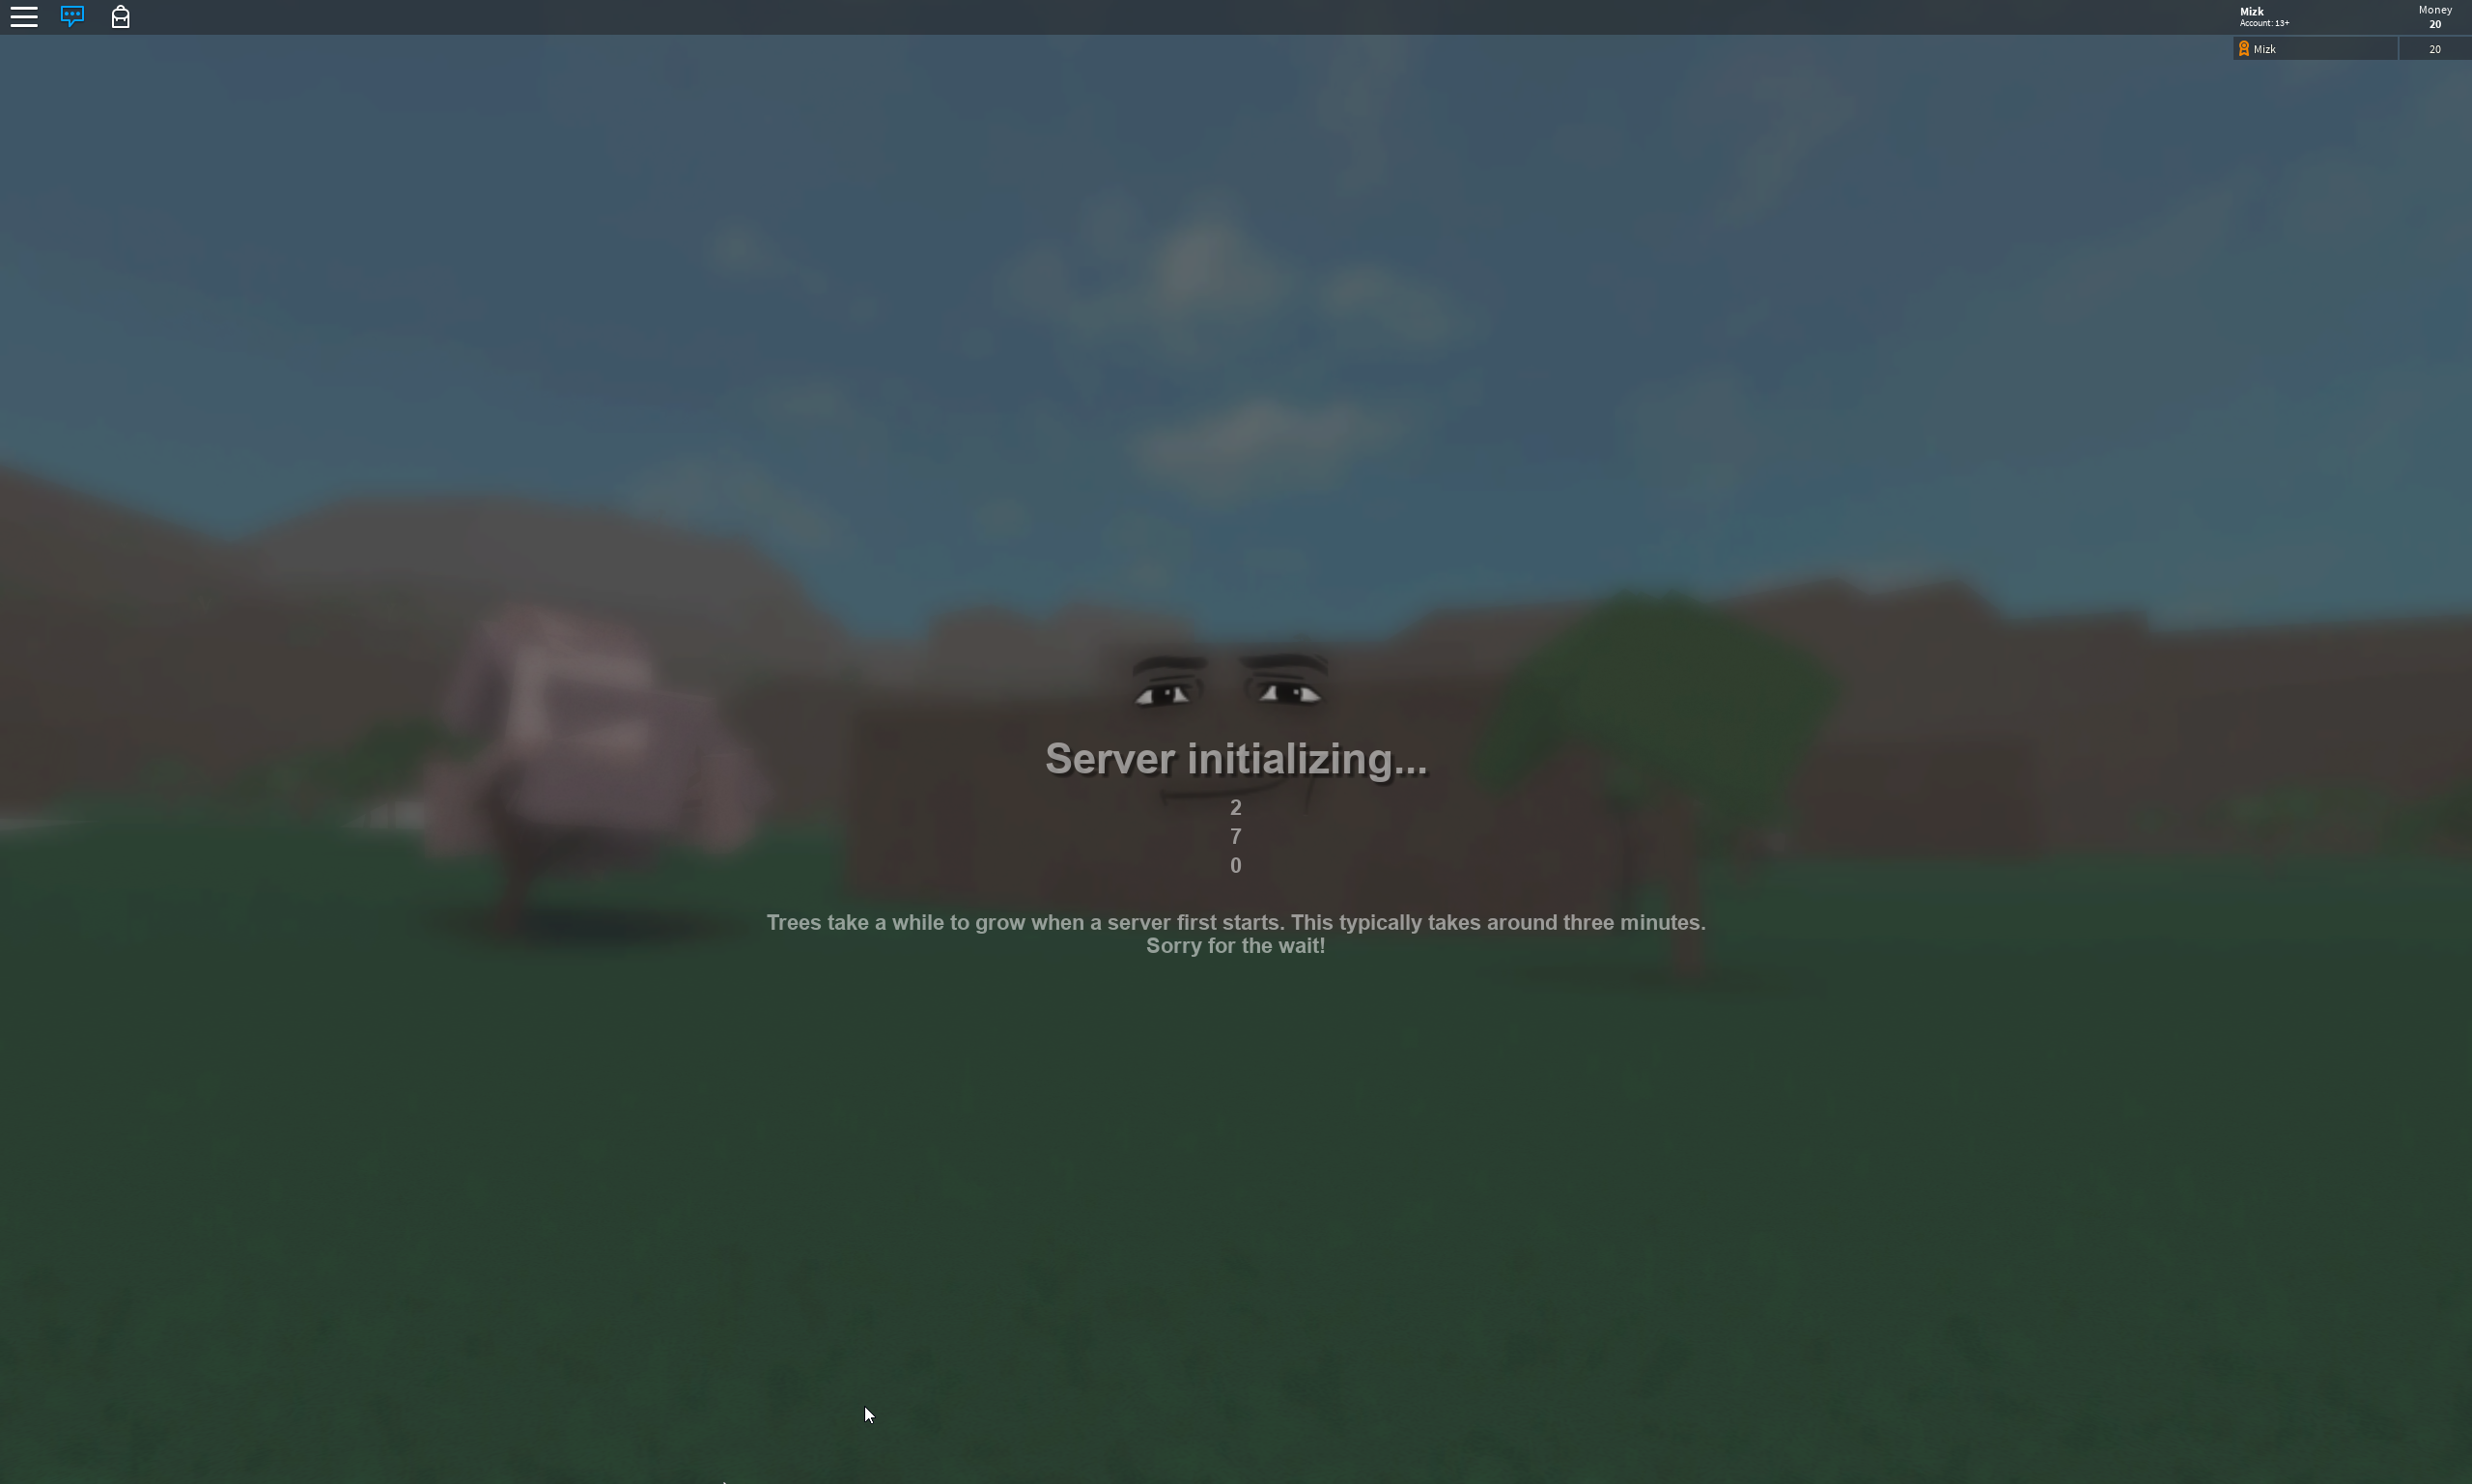 Mizk
Account: 13+
Money
20
Mizk
20
Server initializing...
2
7
0
Trees take a while to grow when a server first starts. This typically takes around three minutes.
Sorry for the wait!